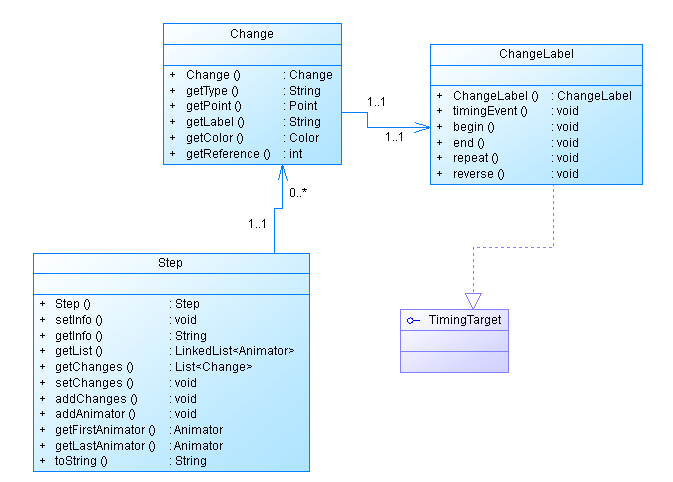 Change
+ Change () : Change
+ getType () : String
+ getPoint () : Point
+ getLabel () : String
+ getColor () : Color
+ getReference () : int
ChangeLabel
+ ChangeLabel () : ChangeLabel
+ timingEvent () : void
+ begin () : void
+ end () : void
+ repeat () : void
+ reverse () : void
1..1
1..1
0..*
1..1
Step
+ Step () : Step
+ setInfo () : void
+ getInfo () : String
+ getList () : LinkedList<Animator>
+ getChanges () : List<Change>
+ setChanges () : void
+ addChanges () : void
+ addAnimator () : void
+ getFirstAnimator () : Animator
+ getLastAnimator () : Animator
+ toString () : String
TimingTarget